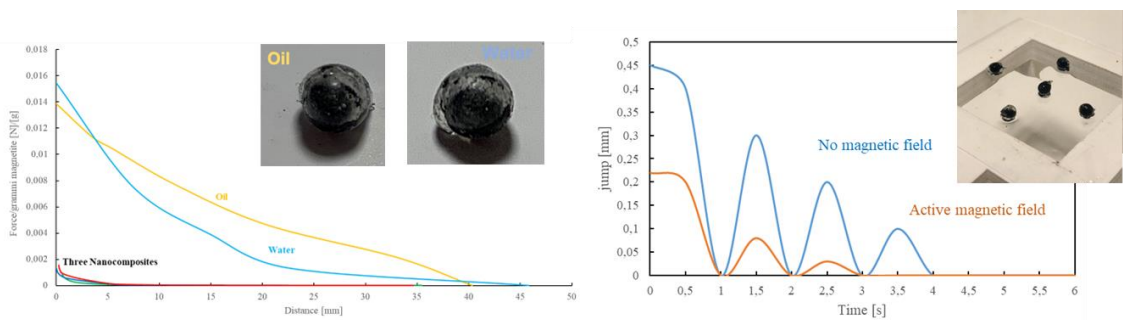 0,018
0,016
0,014
0,012
0,01
0,008
0,006
0,004
0,002
0
Force/grammi magnetite [N]/[g]
Oil
Water
Oil
Water
Three Nanocomposites
0 5 10 15 20 25 30 35 40 45 50
Distance [mm]
0,5
0,45
0,4
0,35
0,3
0,25
0,2
0,15
0,1
0,05
0
jump [mm]
No magnetic field
Active magnetic field
0 0,5 1 1,5 2 2,5 3 3,5 4 4,5 5 5,5 6
Time [s]